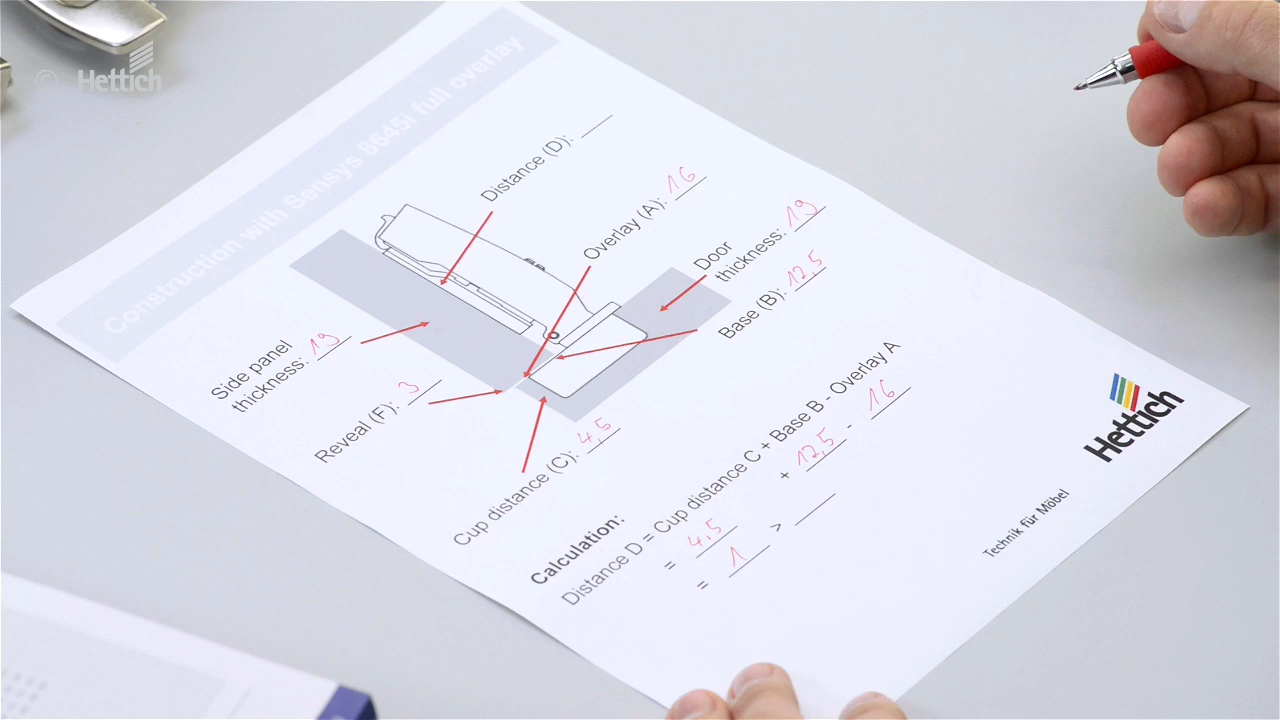 © Hettich
Construction with Sensys 8645i full overlay
Distance (D): ___
Overlay (A): 16
Door
thickness: 19
Base (B): 12,5
Side panel
thickness: 19
Reveal (F): 3
Cup distance (C): 4,5
Calculation:
Distance D = Cup distance C + Base B - Overlay A
= 4,5 + 12,5 - 16
= 1 > ___
Hettich
Technik für Möbel